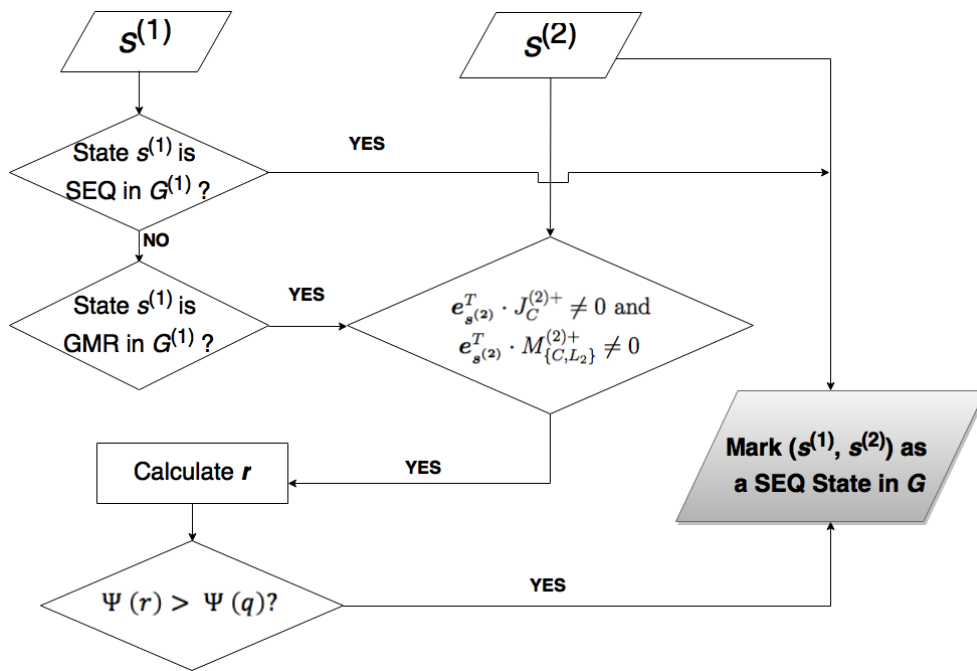 s^(1)
s^(2)
YES
State s^(1) is
SEQ in G^(1) ?
NO
State s^(1) is
GMR in G^(1) ?
YES
e^T_{s^(2)} · J_C^{(2)+} ≠ 0 and
e^T_{s^(2)} · M_{{C,L_2}}^{(2)+} ≠ 0
Mark (s^(1), s^(2)) as
a SEQ State in G
Calculate r
YES
Ψ (r) > Ψ (q)?
YES